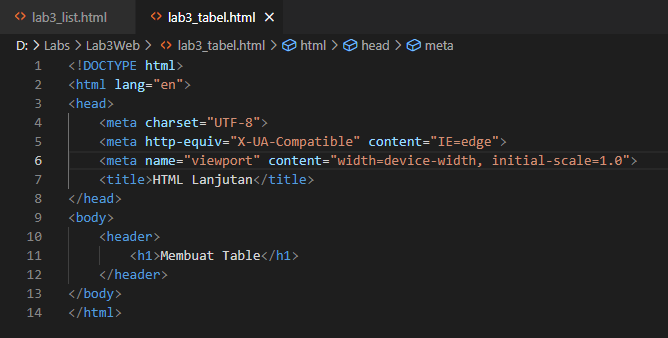 lab3_list.html lab3_tabel.html
D: > Labs > Lab3Web > lab3_tabel.html > html > head > meta
1 <!DOCTYPE html>
2 <html lang="en">
3 <head>
4 <meta charset="UTF-8">
5 <meta http-equiv="X-UA-Compatible" content="IE=edge">
6 <meta name="viewport" content="width=device-width, initial-scale=1.0">
7 <title>HTML Lanjutan</title>
8 </head>
9 <body>
10 <header>
11 <h1>Membuat Table</h1>
12 </header>
13 </body>
14 </html>